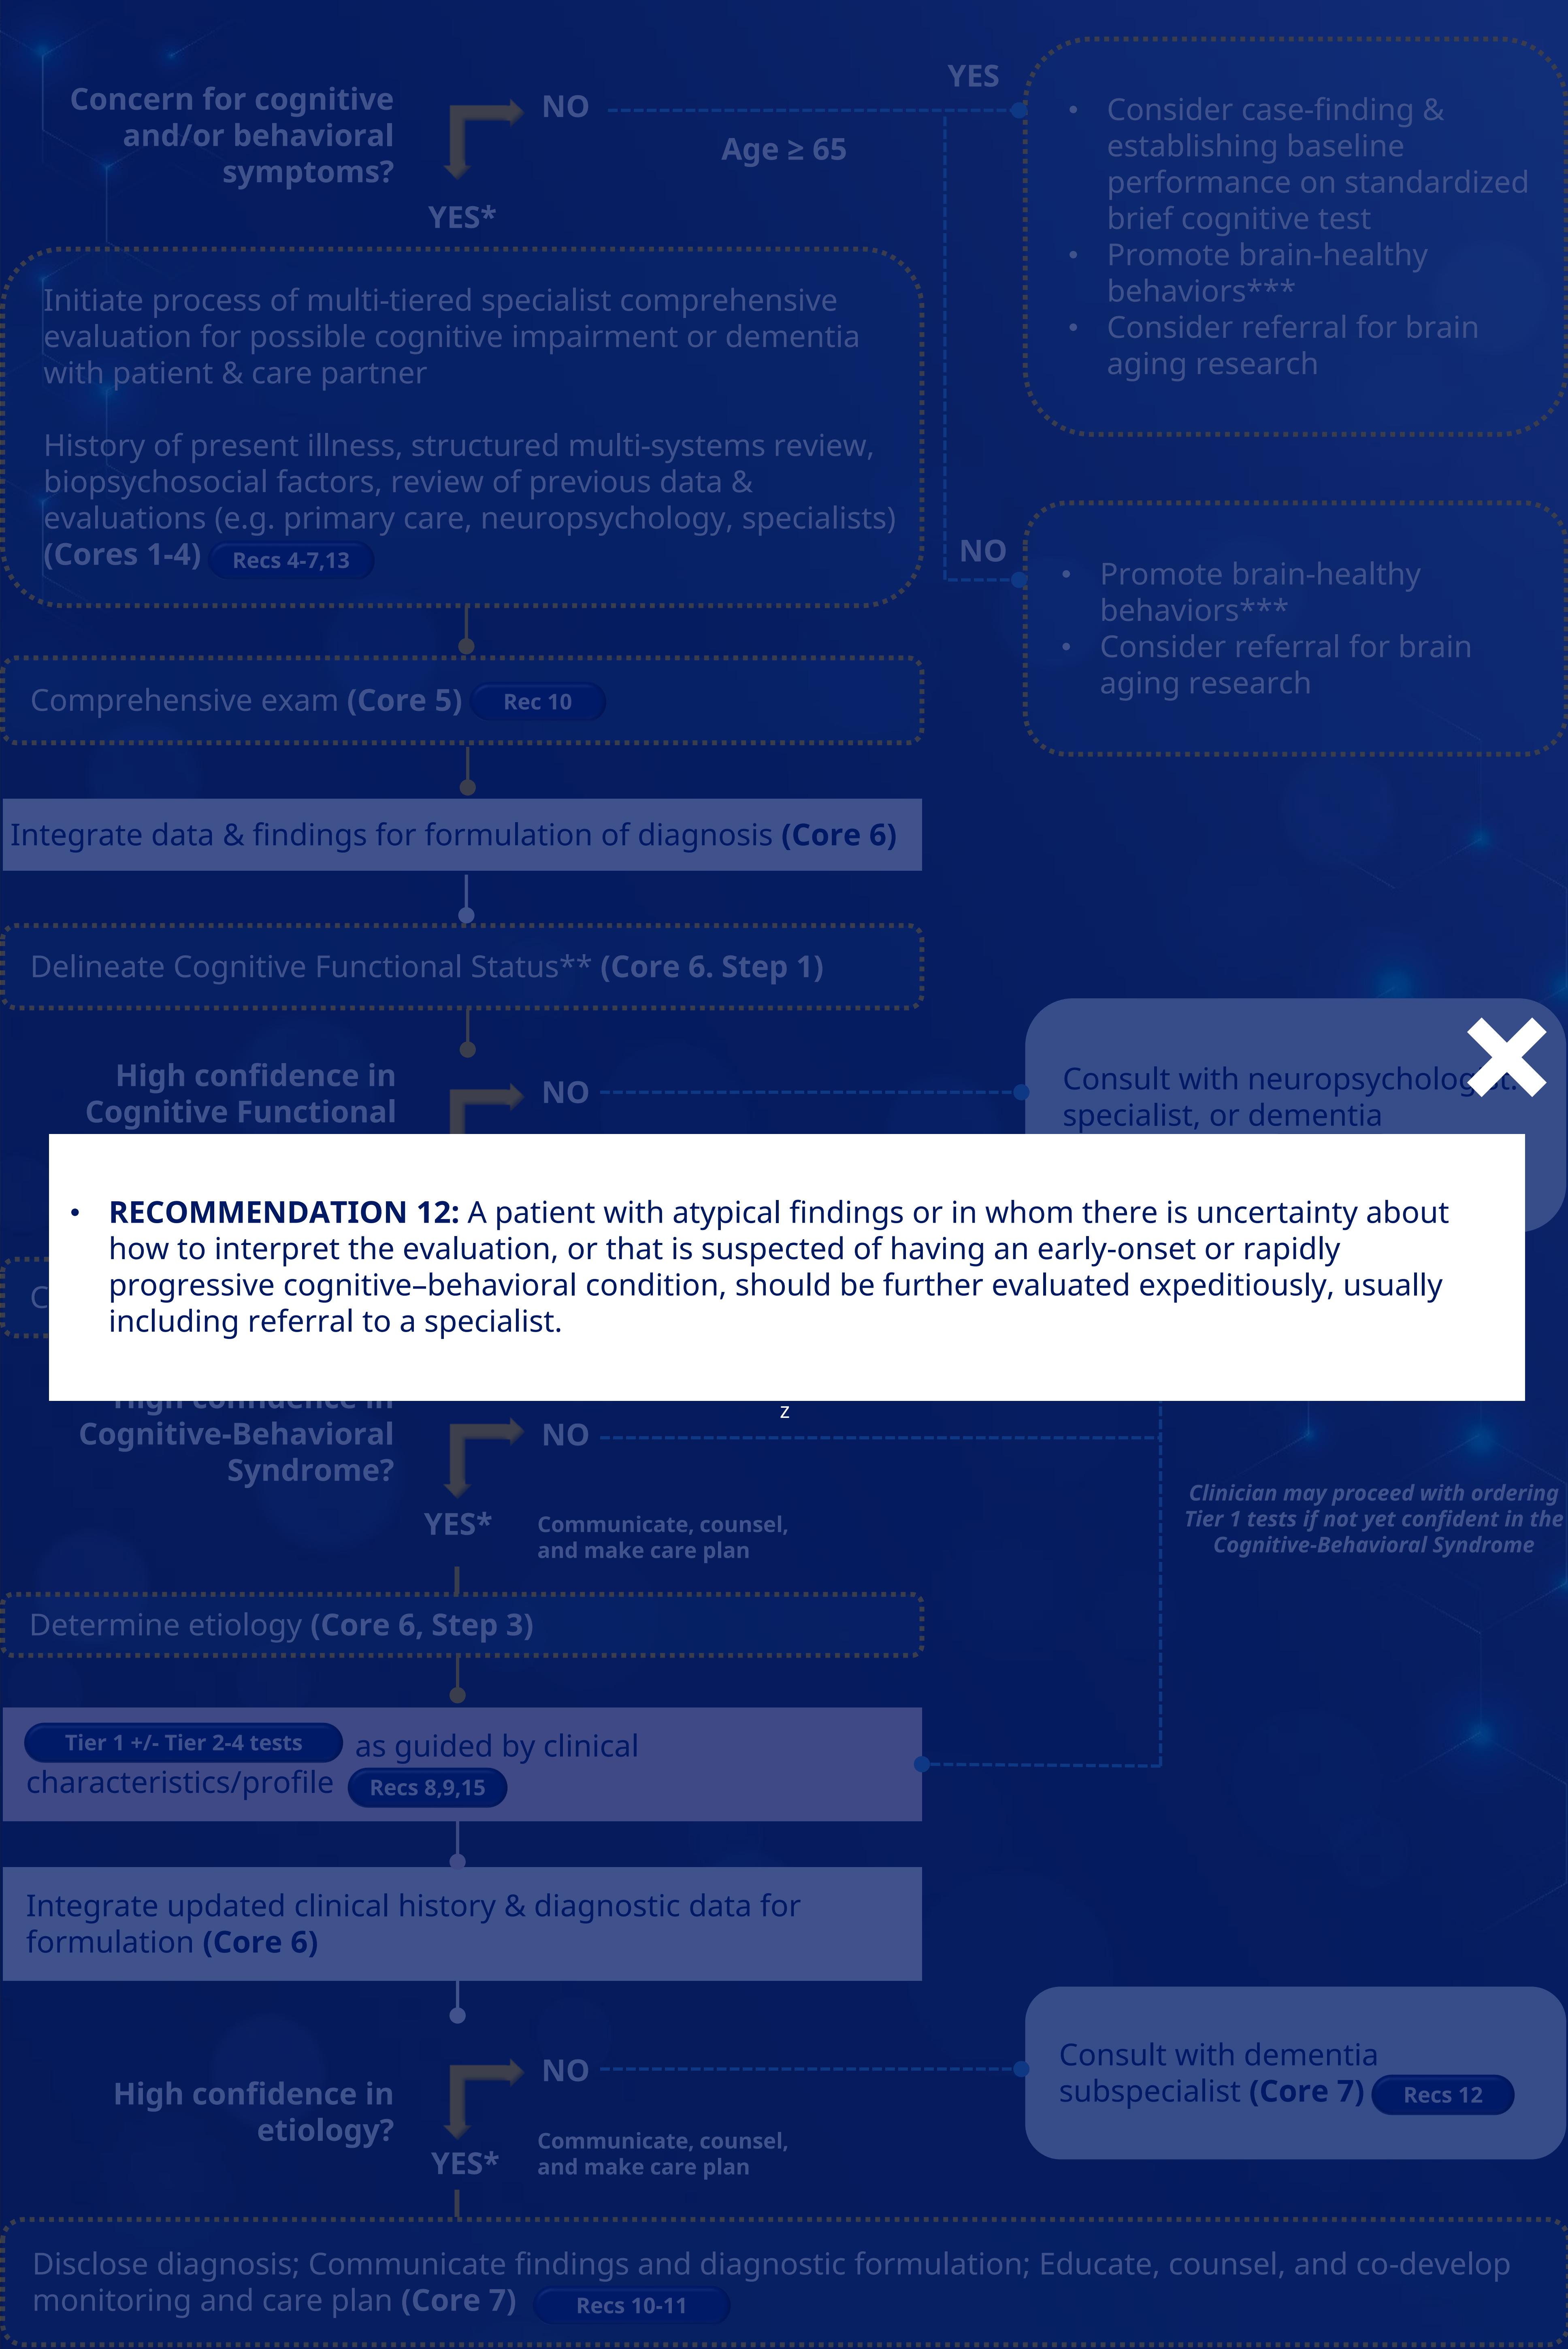 YES
Concern for cognitive
and/or behavioral
symptoms?
NO
Age ≥ 65
YES*
• Consider case-finding &
establishing baseline
performance on standardized
brief cognitive test
• Promote brain-healthy
behaviors***
• Consider referral for brain
aging research
Initiate process of multi-tiered specialist comprehensive
evaluation for possible cognitive impairment or dementia
with patient & care partner
History of present illness, structured multi-systems review,
biopsychosocial factors, review of previous data &
evaluations (e.g. primary care, neuropsychology, specialists)
(Cores 1-4) Recs 4-7,13
NO
• Promote brain-healthy
behaviors***
• Consider referral for brain
aging research
Comprehensive exam (Core 5) Rec 10
Integrate data & findings for formulation of diagnosis (Core 6)
Delineate Cognitive Functional Status** (Core 6. Step 1)
High confidence in
Cognitive Functional
NO
Consult with neuropsychologist.
specialist, or dementia
• RECOMMENDATION 12: A patient with atypical findings or in whom there is uncertainty about
how to interpret the evaluation, or that is suspected of having an early-onset or rapidly
progressive cognitive–behavioral condition, should be further evaluated expeditiously, usually
including referral to a specialist.
C
z
High confidence in
Cognitive-Behavioral
Syndrome?
NO
YES*
Communicate, counsel,
and make care plan
Clinician may proceed with ordering
Tier 1 tests if not yet confident in the
Cognitive-Behavioral Syndrome
Determine etiology (Core 6, Step 3)
Tier 1 +/- Tier 2-4 tests as guided by clinical
characteristics/profile Recs 8,9,15
Integrate updated clinical history & diagnostic data for
formulation (Core 6)
High confidence in
etiology?
NO
YES*
Communicate, counsel,
and make care plan
Consult with dementia
subspecialist (Core 7) Recs 12
Disclose diagnosis; Communicate findings and diagnostic formulation; Educate, counsel, and co-develop
monitoring and care plan (Core 7) Recs 10-11